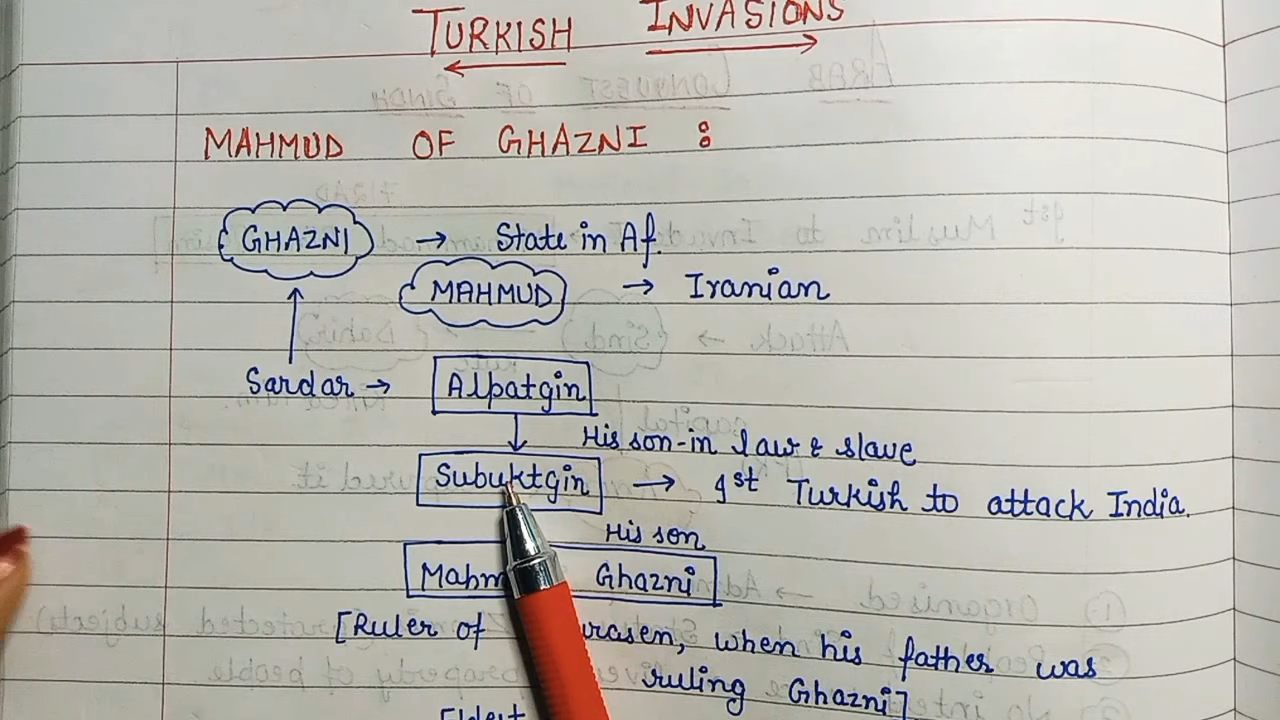 TURKISH INVASIONS
MAHMUD OF GHAZNI :
GHAZNI → State in Af.
MAHMUD → Iranian
Sardar → Alpatgin
His son-in law & slave
Subuktgin → 1st Turkish to attack India.
His son
Ghazni
[Ruler of when his father was
ruling Ghazni]
Eldest